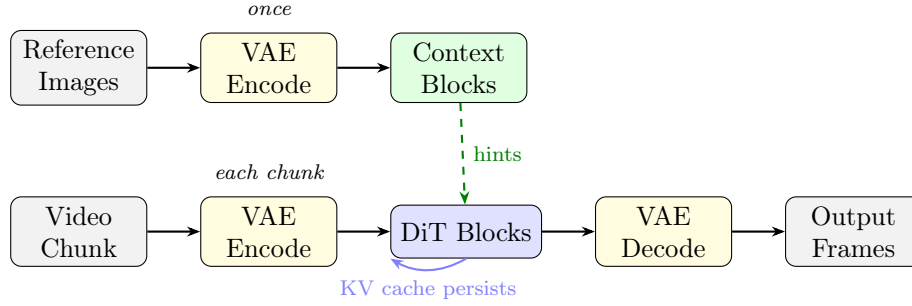 once
Reference
Images
VAE
Encode
Context
Blocks
hints
each chunk
Video
Chunk
VAE
Encode
DiT Blocks
VAE
Decode
Output
Frames
KV cache persists